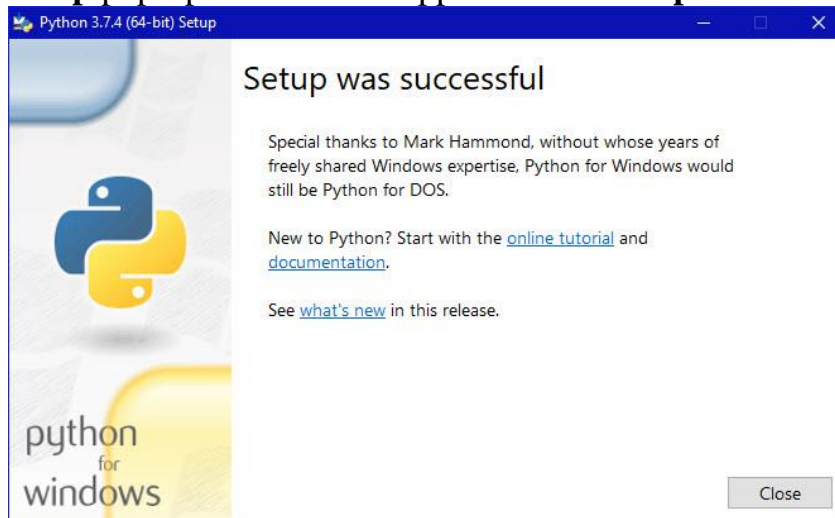 Python 3.7.4 (64-bit) Setup
Setup was successful
Special thanks to Mark Hammond, without whose years of
freely shared Windows expertise, Python for Windows would
still be Python for DOS.
New to Python? Start with the online tutorial and
documentation.
See what's new in this release.
python
for
windows
Close